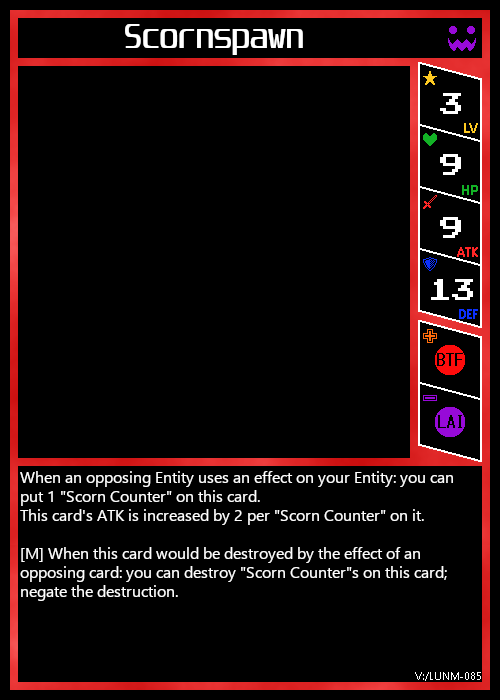 Scornspawn
3
LV
9
HP
9
ATK
13
DEF
BTF
LAI
When an opposing Entity uses an effect on your Entity: you can
put 1 "Scorn Counter" on this card.
This card's ATK is increased by 2 per "Scorn Counter" on it.
[M] When this card would be destroyed by the effect of an
opposing card: you can destroy "Scorn Counter"s on this card;
negate the destruction.
V:/LUNM-085